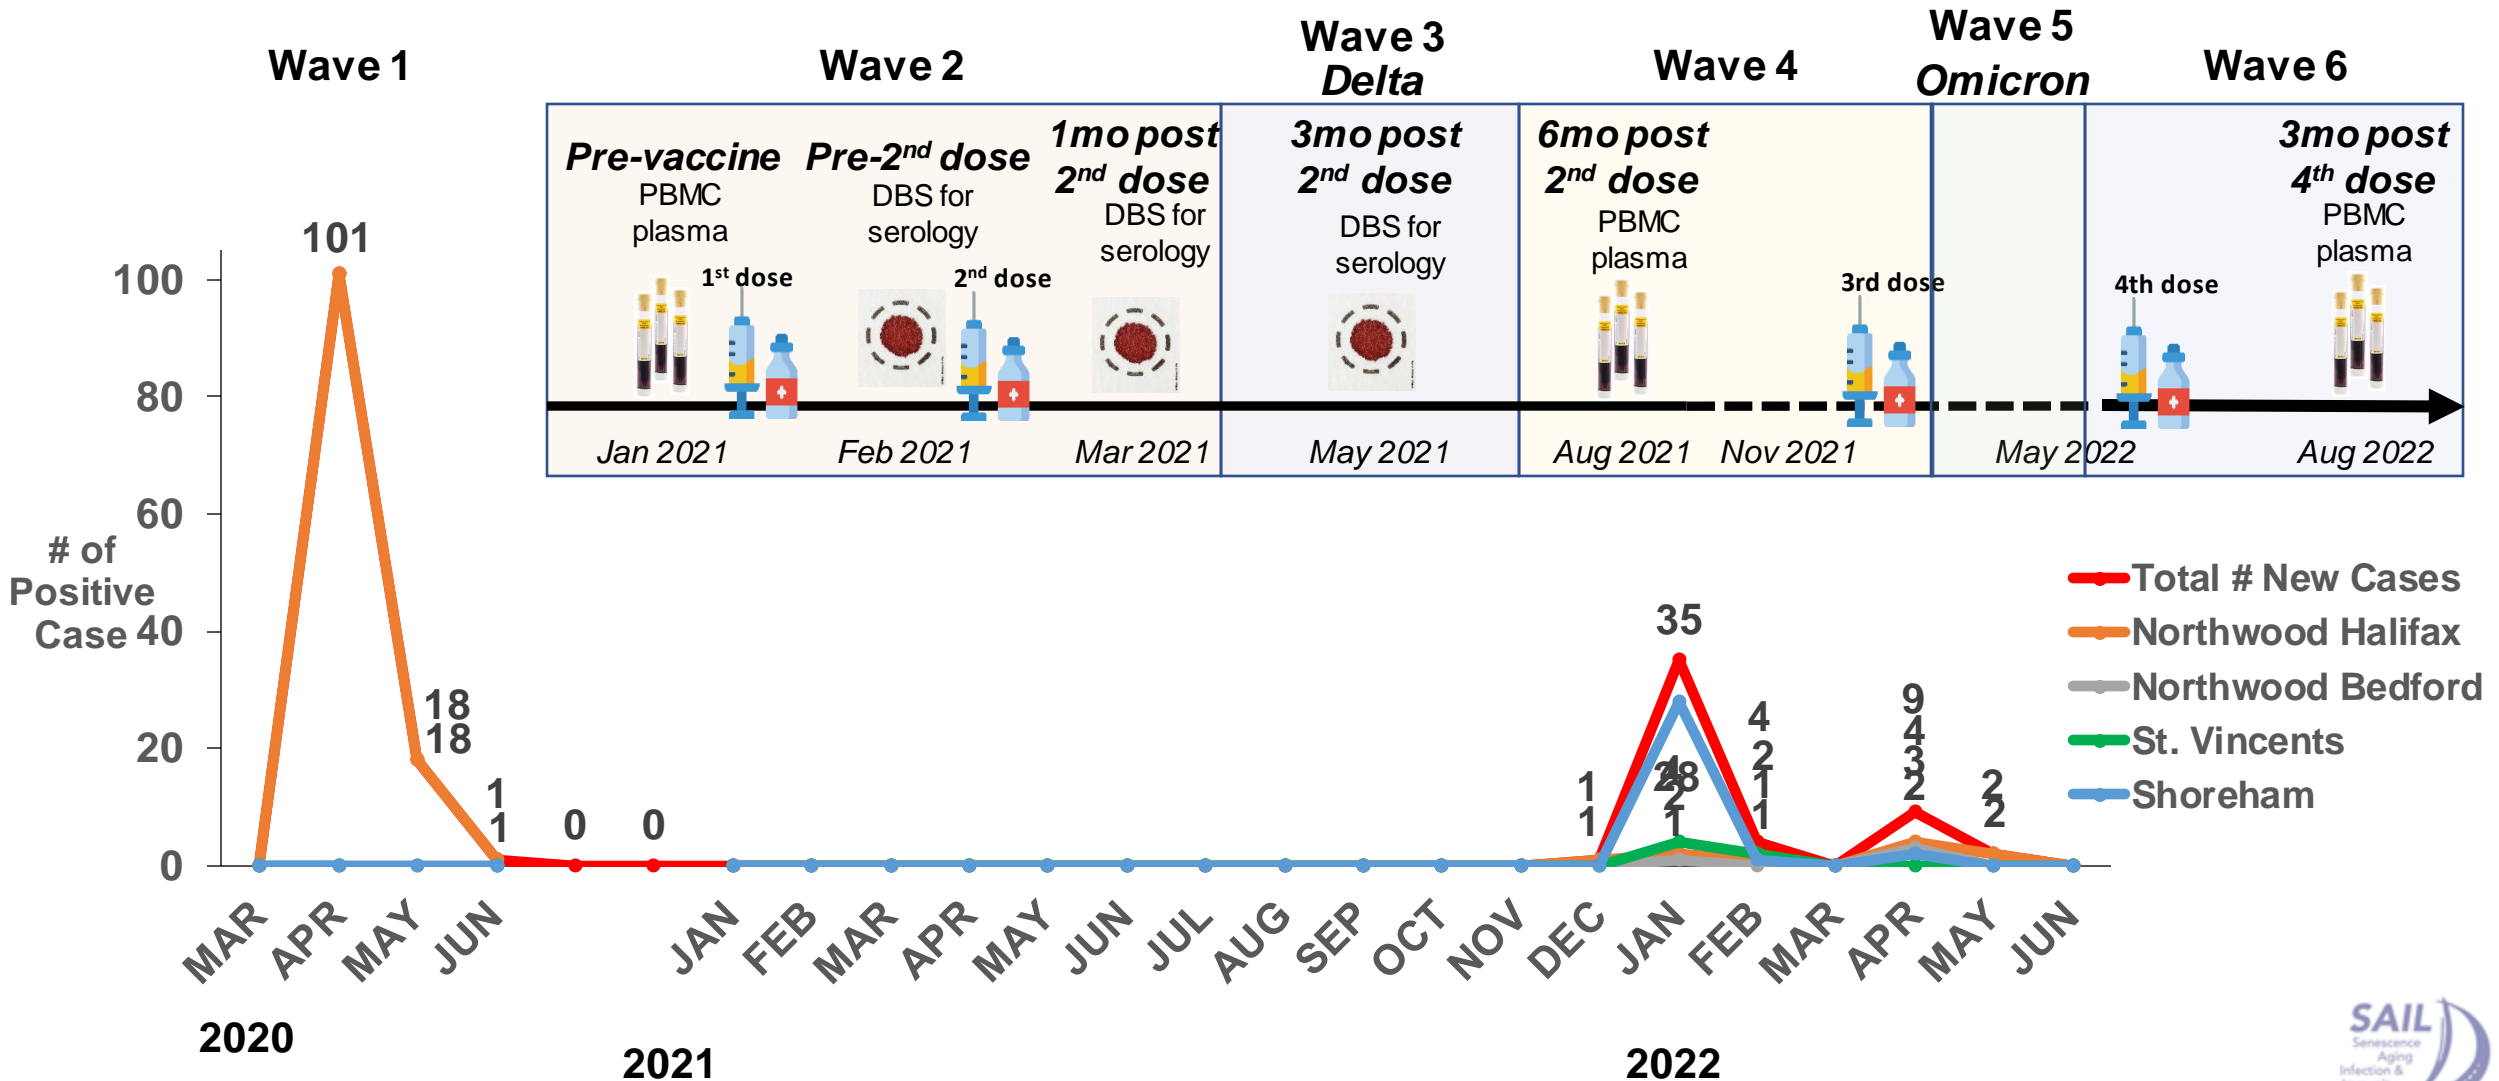 Wave 1
Wave 2
Wave 3
Delta
Wave 4
Wave 5
Omicron
Wave 6
Pre-vaccine
PBMC
plasma
1st dose
Pre-2nd dose
DBS for
serology
2nd dose
1mo post
2nd dose
DBS for
serology
3mo post
2nd dose
DBS for
serology
6mo post
2nd dose
PBMC
plasma
3rd dose
4th dose
3mo post
4th dose
PBMC
plasma
Jan 2021
Feb 2021
Mar 2021
May 2021
Aug 2021
Nov 2021
May 2022
Aug 2022
# of
Positive
Case
100
80
60
40
20
0
101
18
18
1
1
0
0
1
1
35
4
28
2
1
4
2
1
1
9
4
3
2
2
2
Total # New Cases
Northwood Halifax
Northwood Bedford
St. Vincents
Shoreham
MAR
APR
MAY
JUN
JAN
FEB
MAR
APR
MAY
JUN
JUL
AUG
SEP
OCT
NOV
DEC
JAN
FEB
MAR
APR
MAY
JUN
2020
2021
2022
SAIL
Senescence
Aging
Infection &